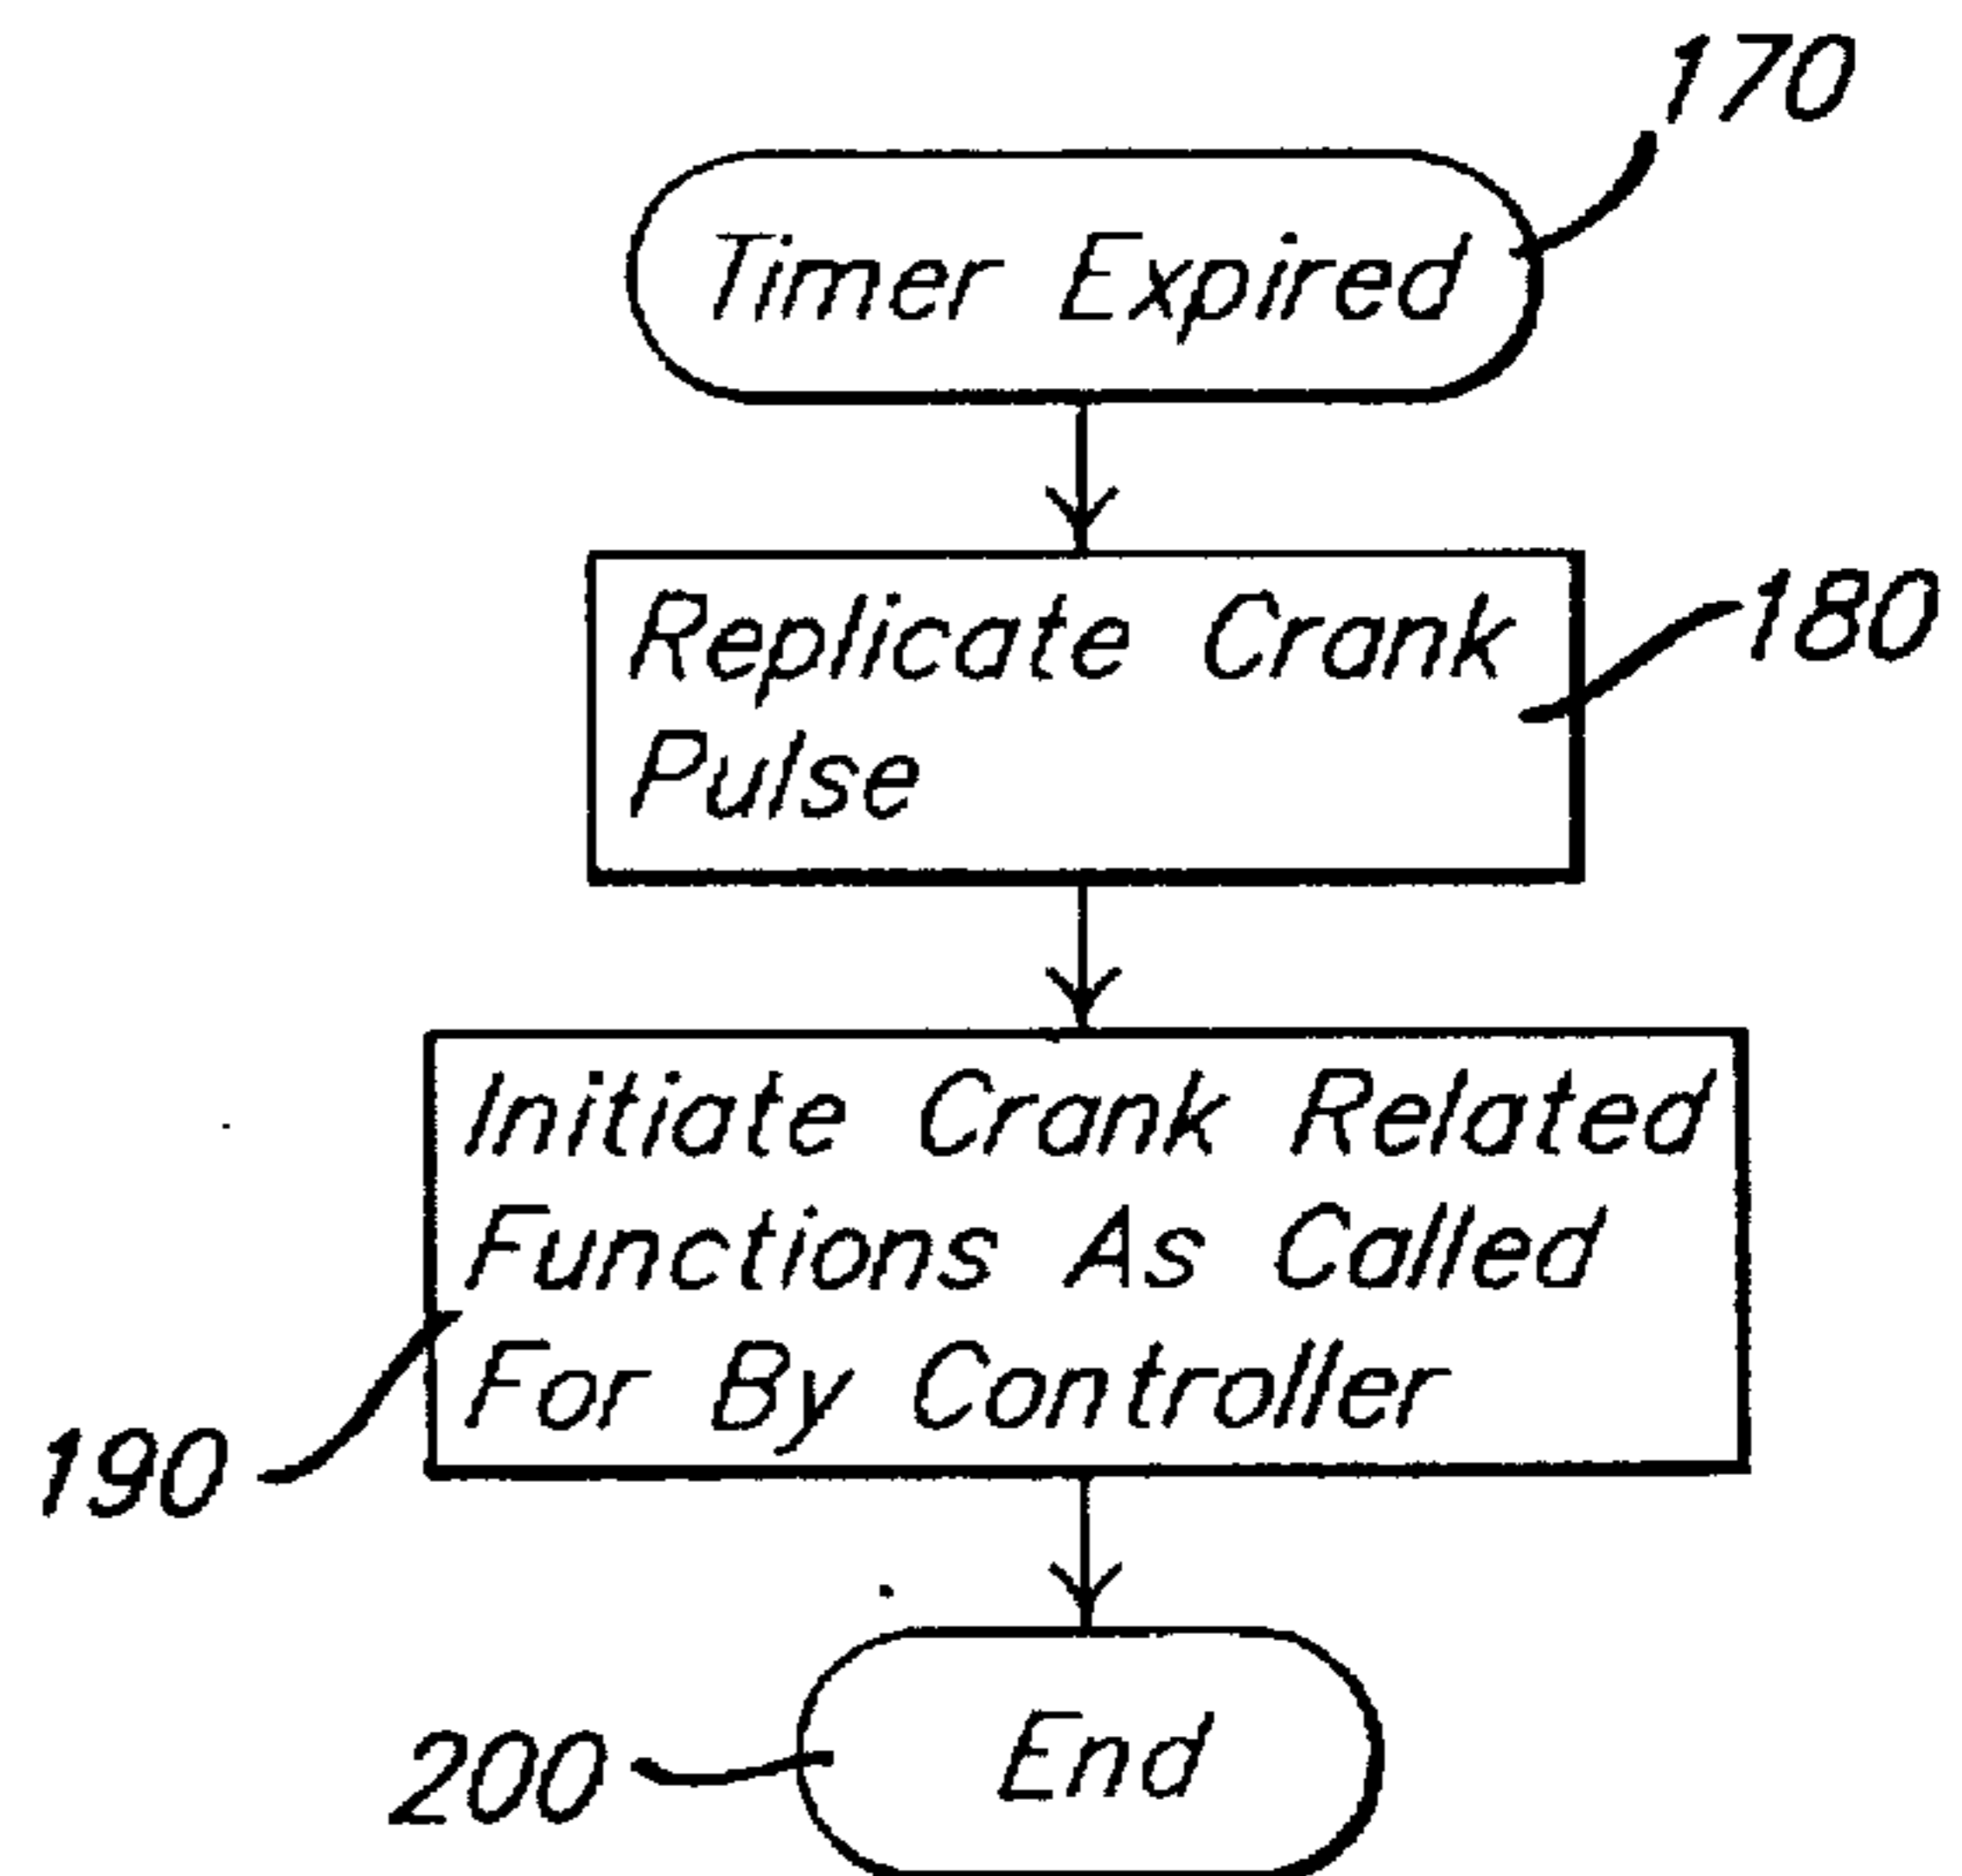 170
Timer Expired
Replicate Crank
Pulse
180
Initiate Crank Related
Functions As Called
For By Controller
190
End
200